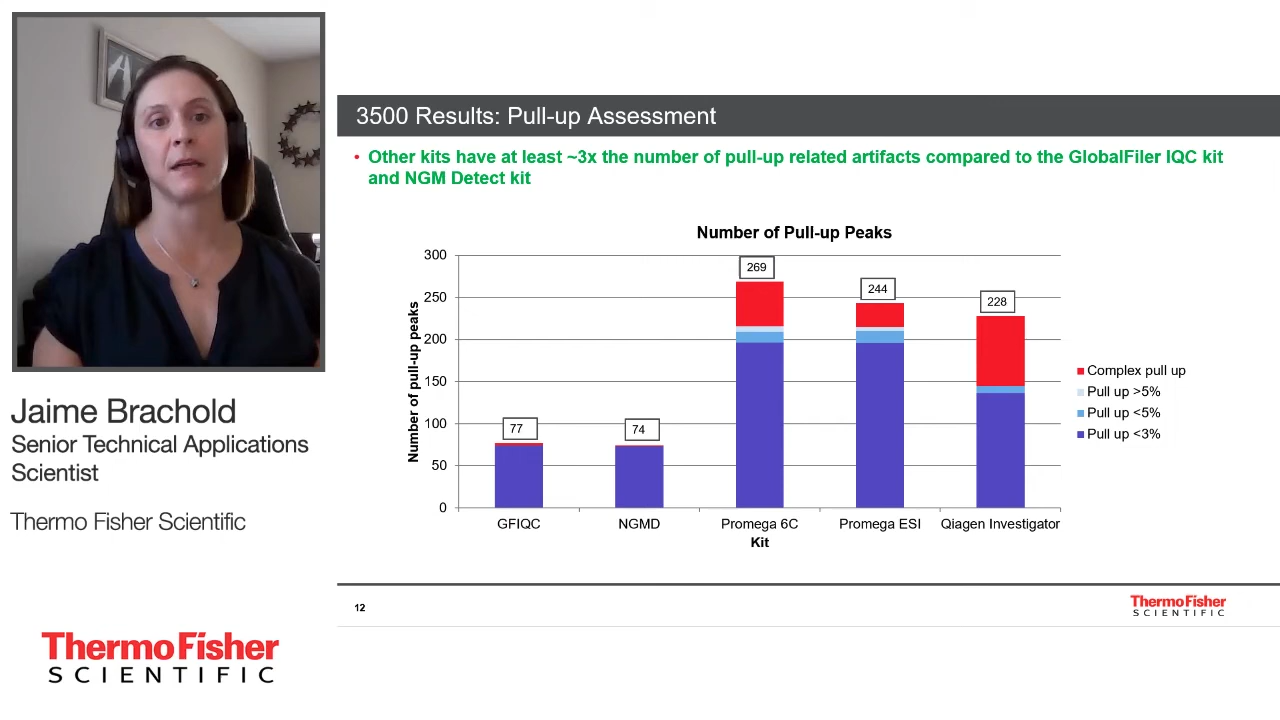 Jaime Brachold
Senior Technical Applications
Scientist
Thermo Fisher Scientific
ThermoFisher
SCIENTIFIC
3500 Results: Pull-up Assessment
• Other kits have at least ~3x the number of pull-up related artifacts compared to the GlobalFiler IQC kit
and NGM Detect kit
Number of Pull-up Peaks
Number of pull-up peaks
300
250
200
150
100
50
0
77
74
269
244
228
GFIQC
NGMD
Promega 6C
Promega ESI
Qiagen Investigator
Kit
Complex pull up
Pull up >5%
Pull up <5%
Pull up <3%
12
ThermoFisher
SCIENTIFIC